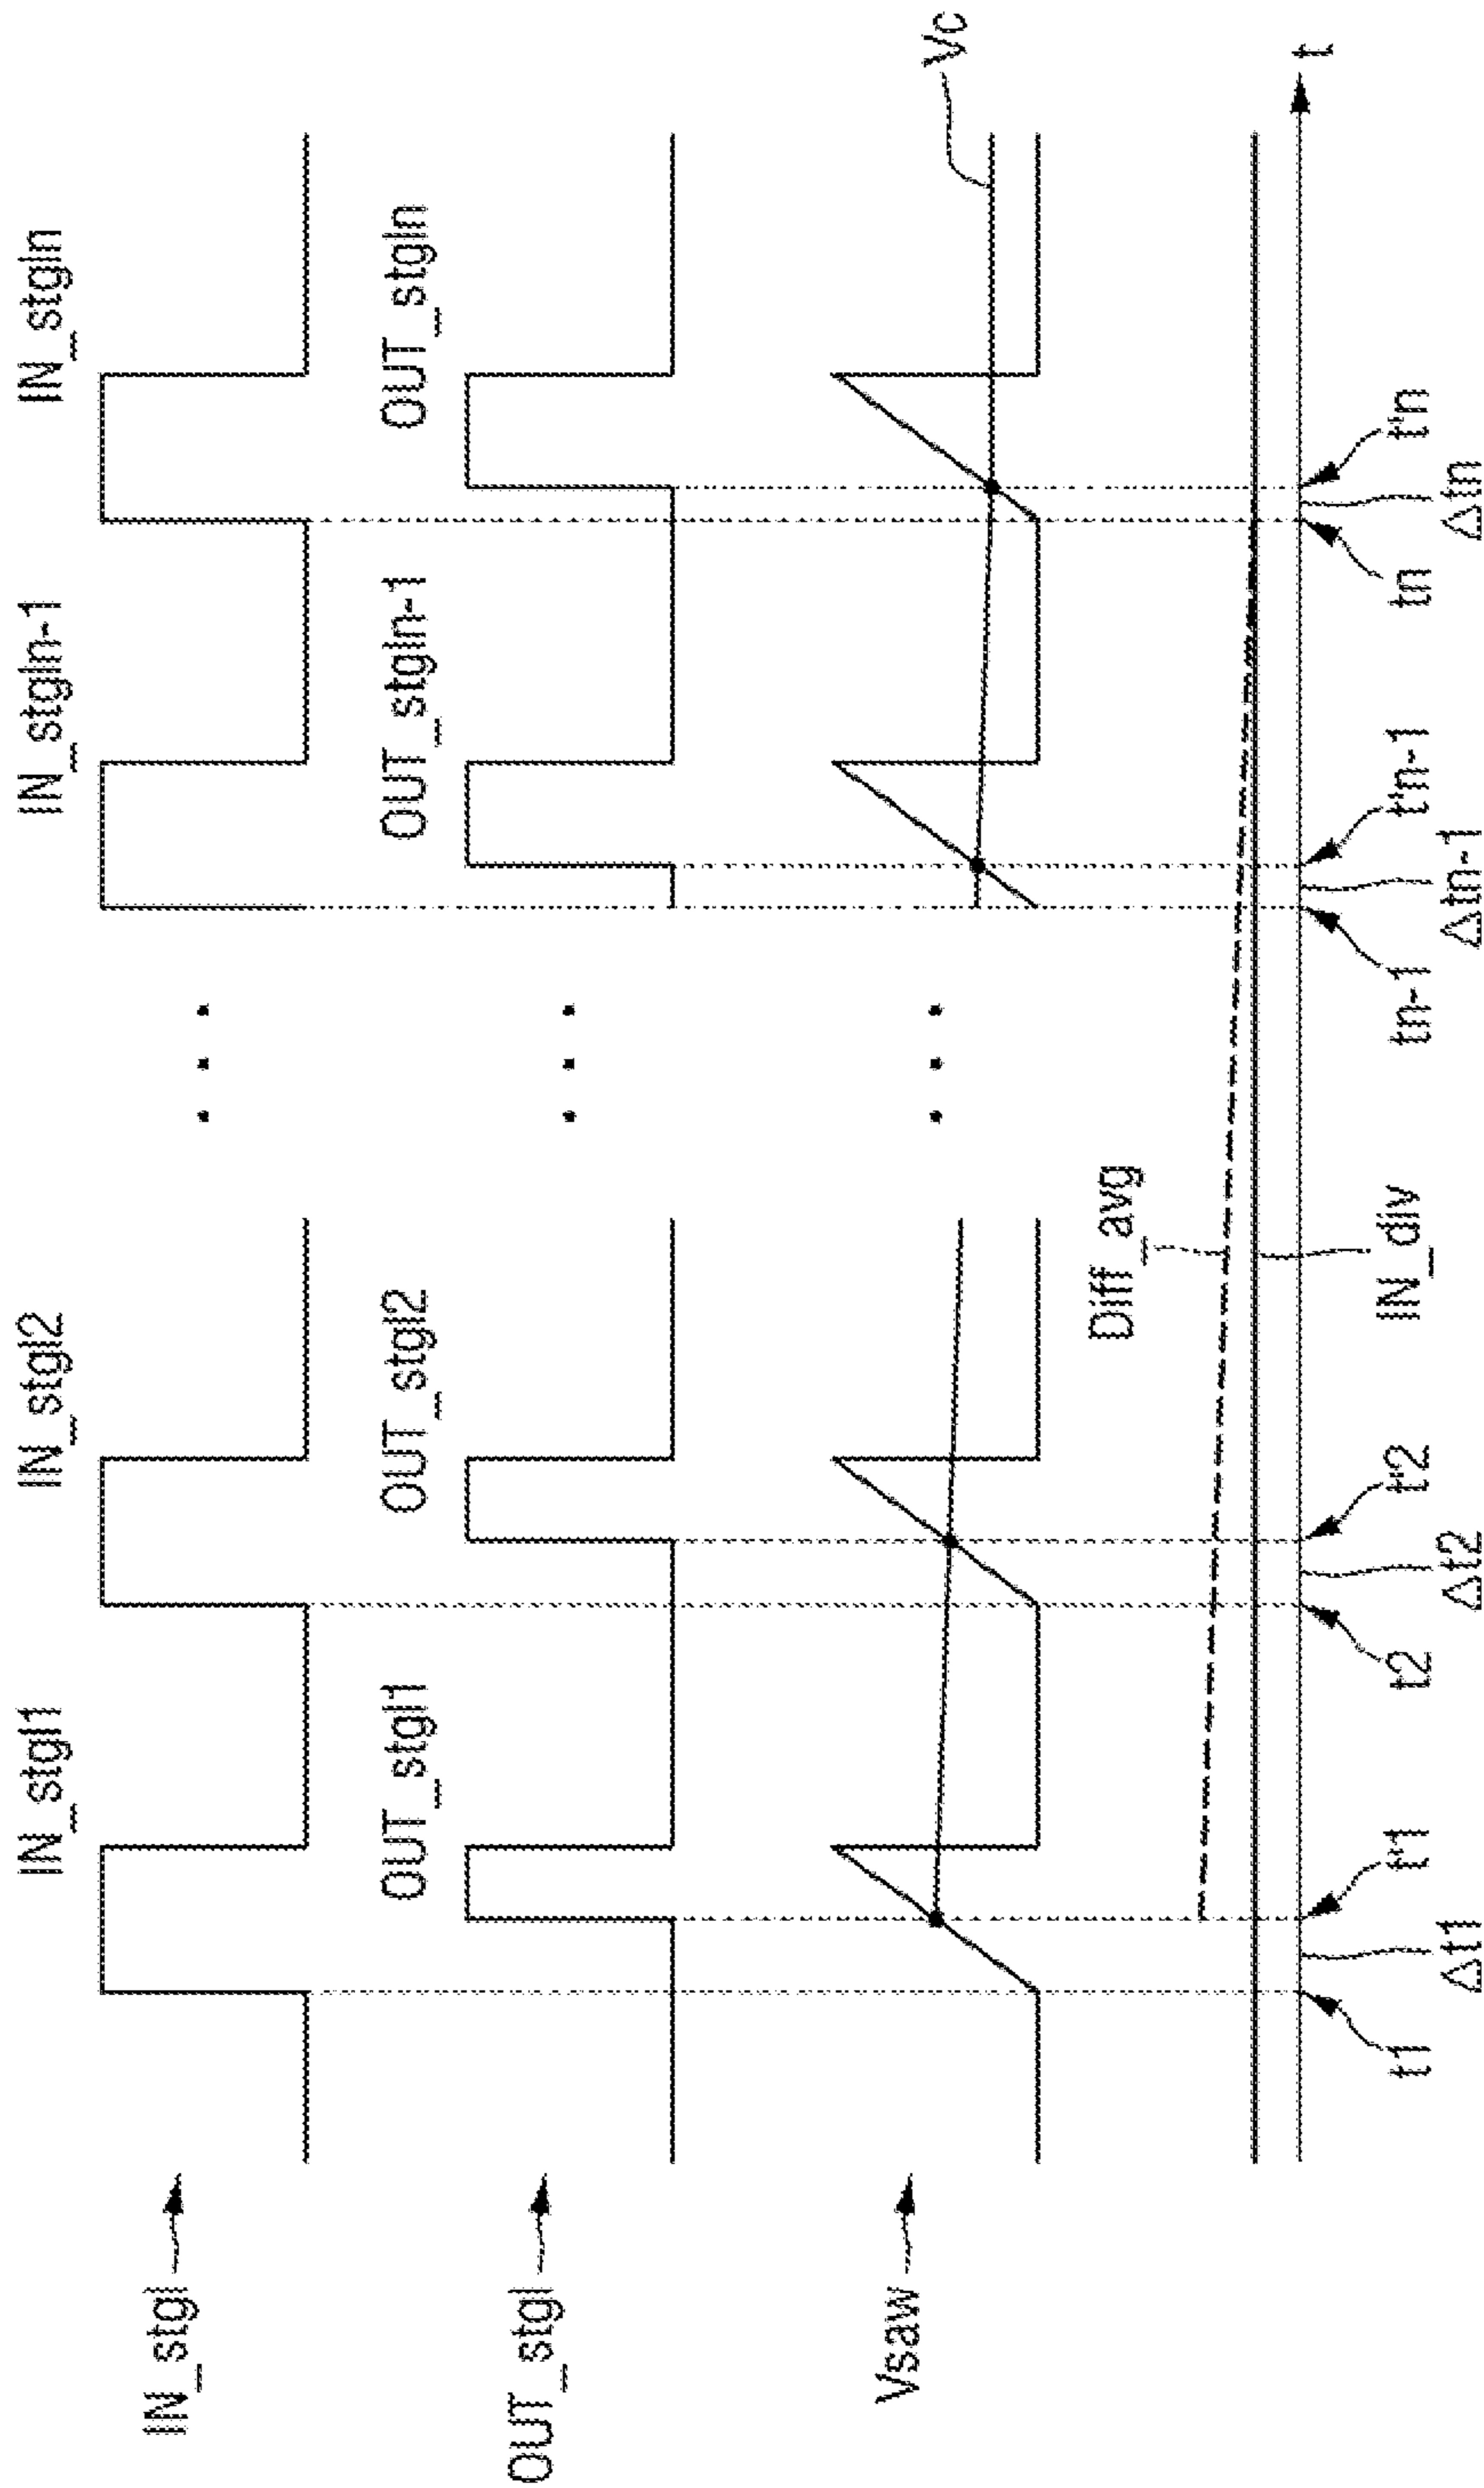 IN_stgl1
IN_stgl2
IN_stgln-1
IN_stgln
IN_stgl
OUT_stgl1
OUT_stgl2
OUT_stgln-1
OUT_stgln
OUT_stgl
Vsaw
Vc
Diff_avg
IN_div
t
t1
t'1
t2
t'2
tn-1
t'n-1
tn
t'n
Δt1
Δt2
Δtn-1
Δtn